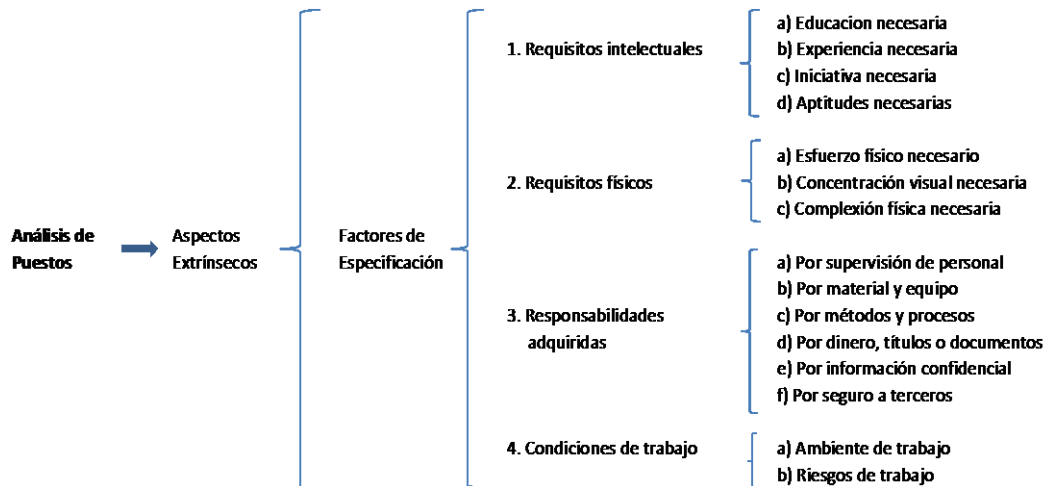 Análisis de
Puestos
Aspectos
Extrínsecos
Factores de
Especificación
1. Requisitos intelectuales
a) Educacion necesaria
b) Experiencia necesaria
c) Iniciativa necesaria
d) Aptitudes necesarias
2. Requisitos físicos
a) Esfuerzo físico necesario
b) Concentración visual necesaria
c) Complexión física necesaria
3. Responsabilidades
adquiridas
a) Por supervisión de personal
b) Por material y equipo
c) Por métodos y procesos
d) Por dinero, títulos o documentos
e) Por información confidencial
f) Por seguro a terceros
4. Condiciones de trabajo
a) Ambiente de trabajo
b) Riesgos de trabajo